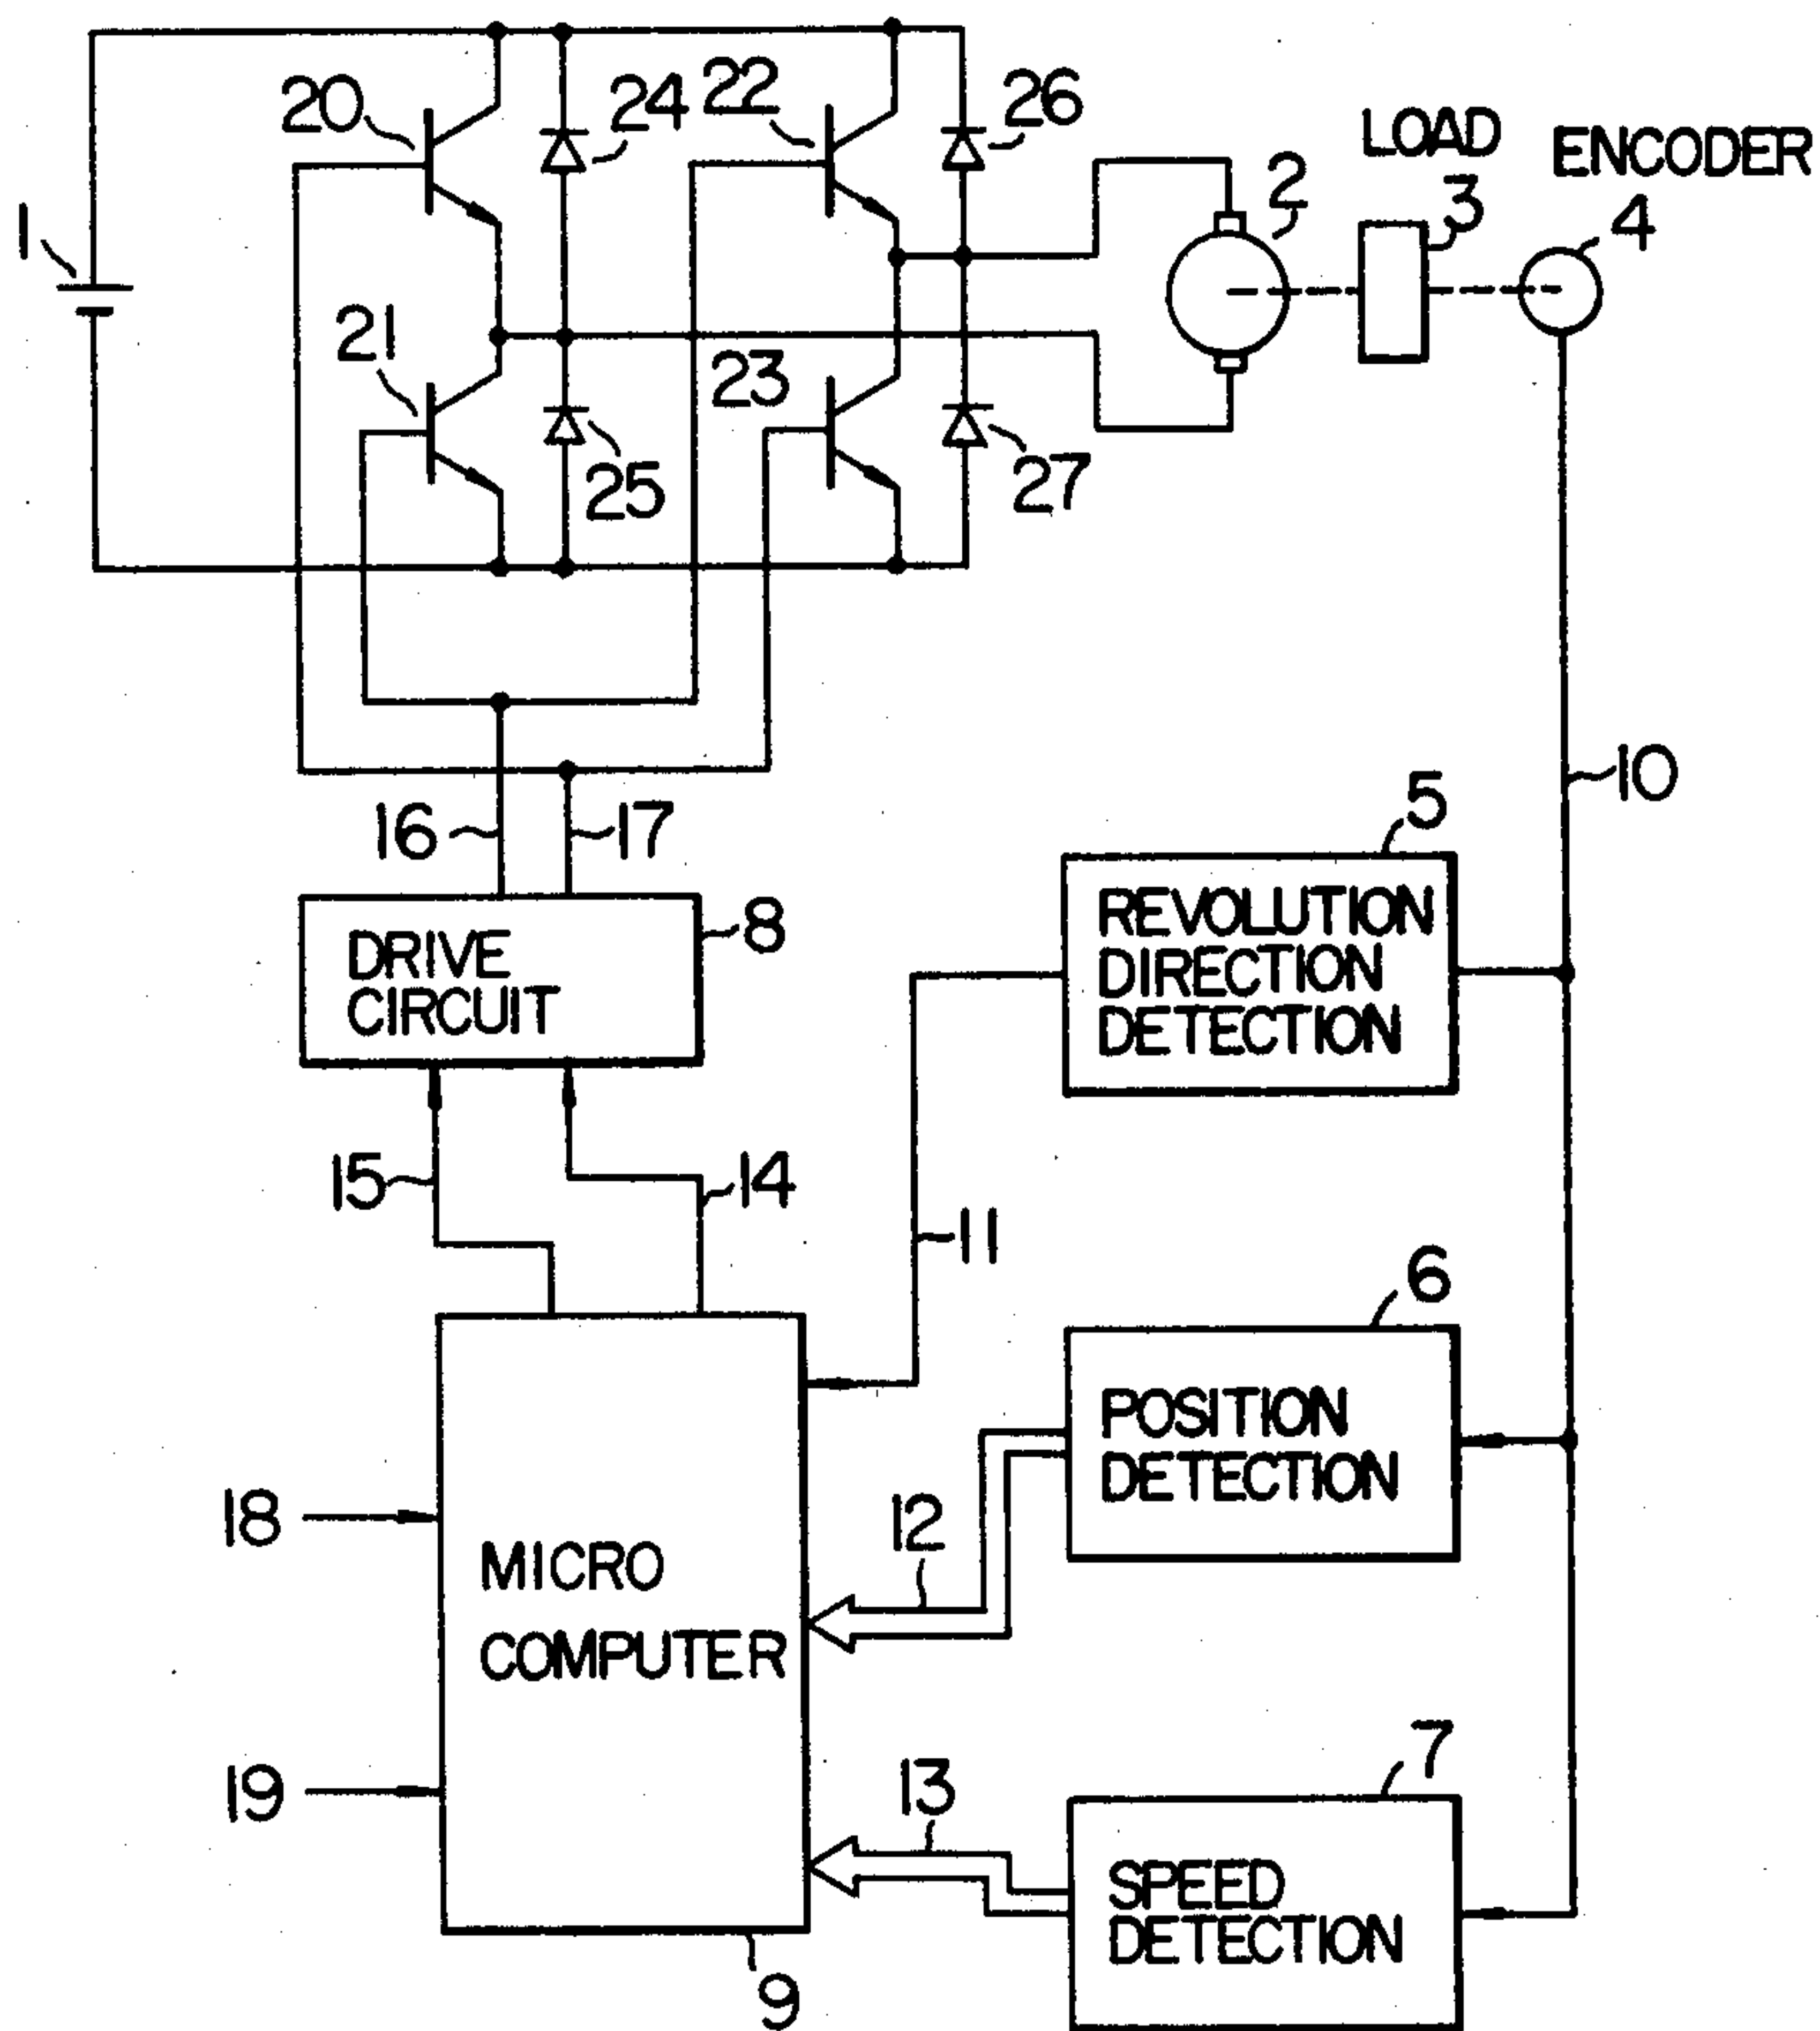 20
24
22
26
LOAD
ENCODER
1
2
3
4
21
23
25
27
10
16
17
5
REVOLUTION
DIRECTION
DETECTION
DRIVE
CIRCUIT
8
15
14
11
6
POSITION
DETECTION
18
12
MICRO
COMPUTER
19
13
7
SPEED
DETECTION
9